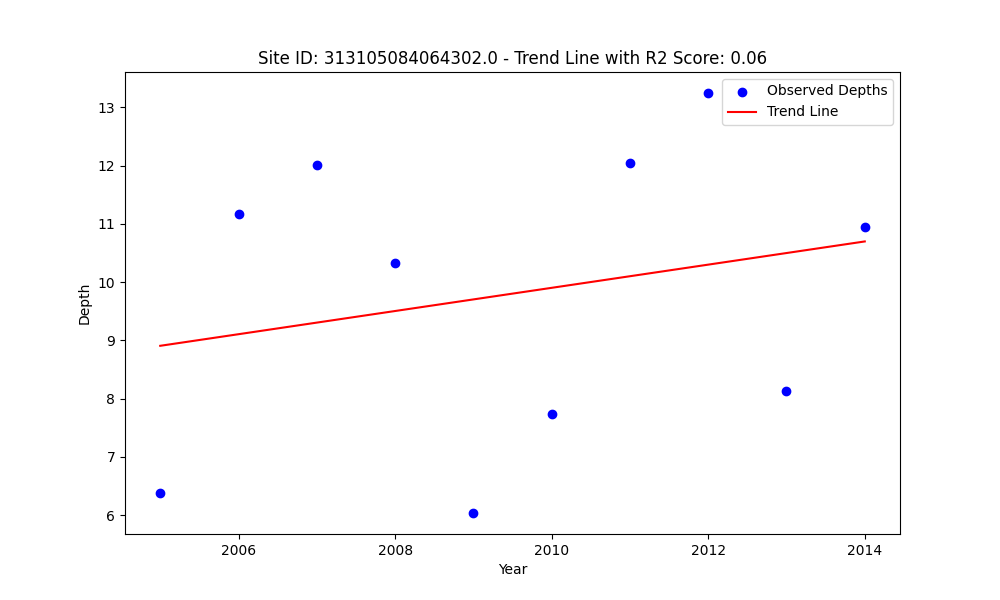 Site ID: 313105084064302.0 - Trend Line with R2 Score: 0.06
Observed Depths
Trend Line
13
12
11
10
9
8
7
6
Depth
2006
2008
2010
2012
2014
Year